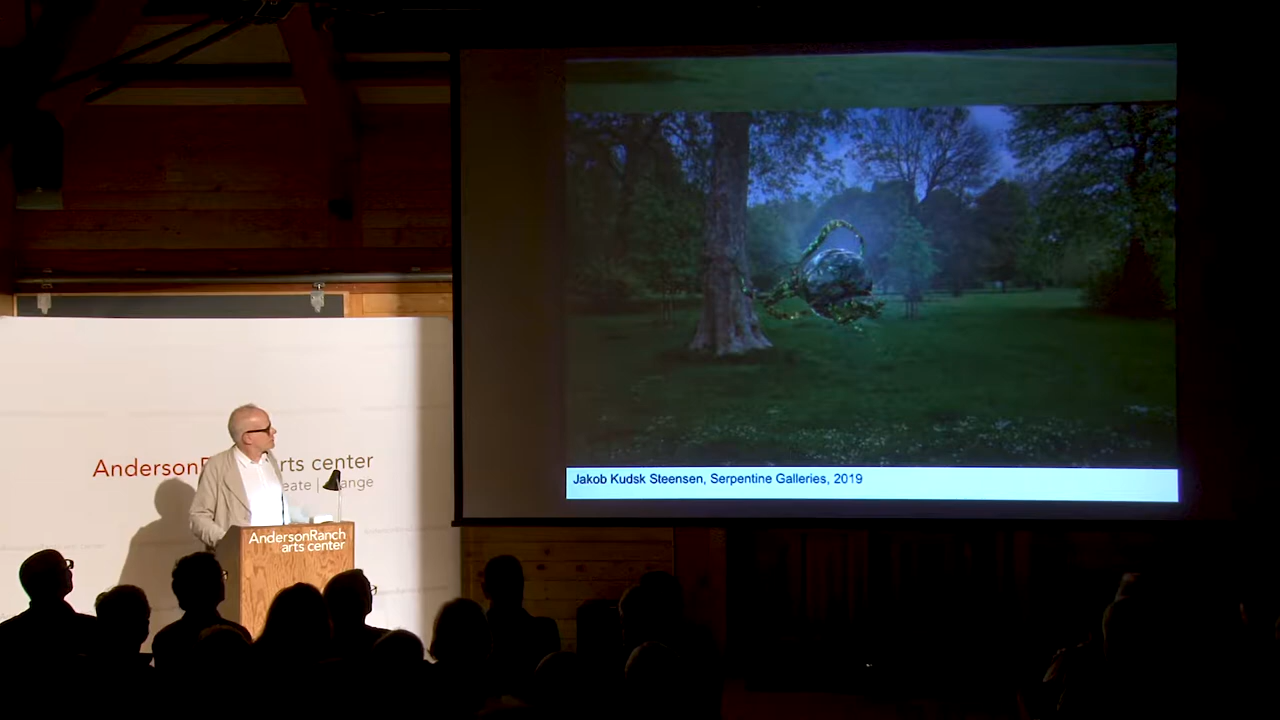 AndersonR arts center
eate | ange
AndersonRanch
arts center
Jakob Kudsk Steensen, Serpentine Galleries, 2019